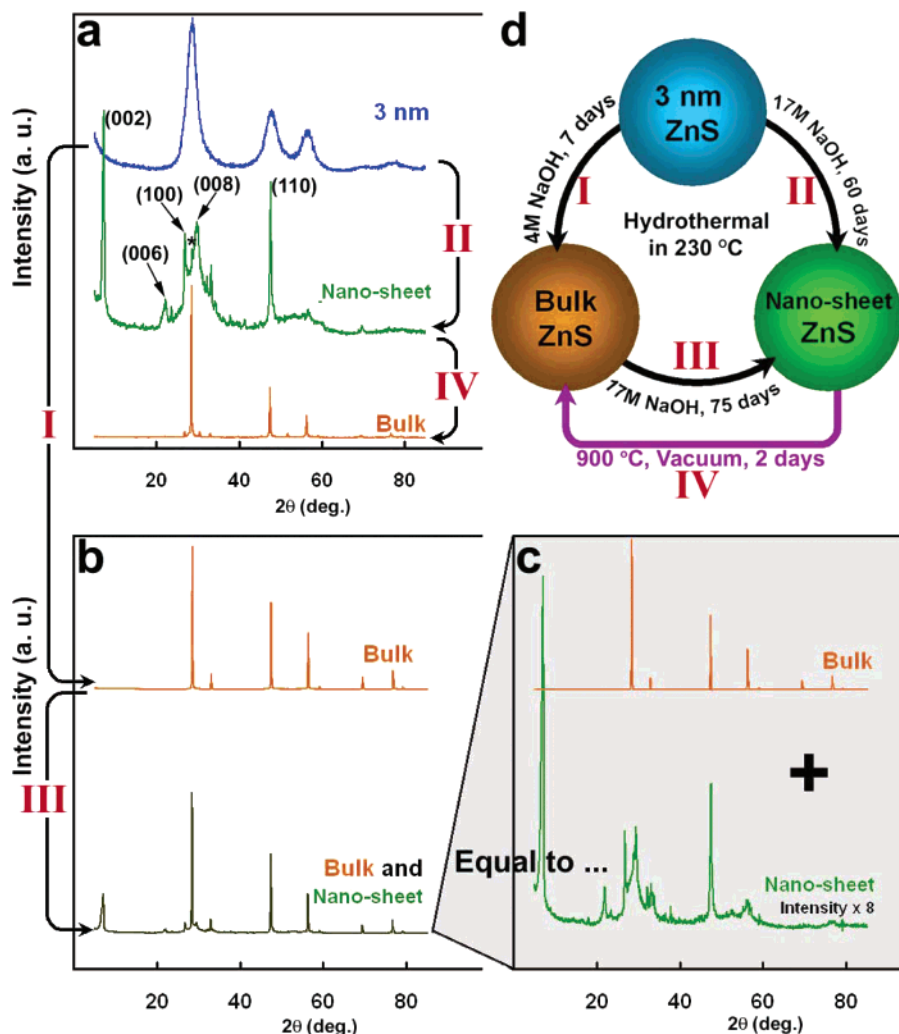 a
Intensity (a. u.)
3 nm
(002)
(100)
(008)
(110)
*
(006)
Nano-sheet
Bulk
I
II
IV
20 40 60 80
2θ (deg.)
d
3 nm
ZnS
4M NaOH, 7 days
17M NaOH, 60 days
I
II
Hydrothermal
in 230 °C
Bulk
ZnS
Nano-sheet
ZnS
III
17M NaOH, 75 days
900 °C, Vacuum, 2 days
IV
b
Intensity (a. u.)
Bulk
III
Bulk and
Nano-sheet
20 40 60 80
2θ (deg.)
c
Bulk
+
Equal to ...
Nano-sheet
Intensity x 8
20 40 60 80
2θ (deg.)